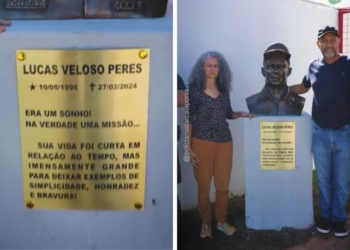 LUCAS VELOSO PERES
★ 10/05/1996 ✝ 27/02/2024
ERA UM SONHO!
NA VERDADE UMA MISSÃO...
SUA VIDA FOI CURTA EM
RELAÇÃO AO TEMPO, MAS
IMENSAMENTE GRANDE
PARA DEIXAR EXEMPLOS DE
SIMPLICIDADE, HONRADEZ
E BRAVURA!
LUCAS VELOSO PERES